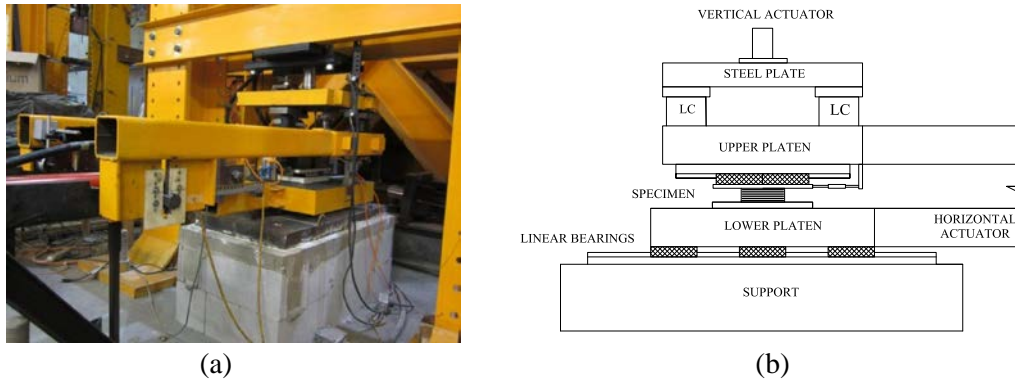 VERTICAL ACTUATOR
STEEL PLATE
LC
LC
UPPER PLATEN
SPECIMEN
LOWER PLATEN
HORIZONTAL
ACTUATOR
LINEAR BEARINGS
SUPPORT
(a)
(b)